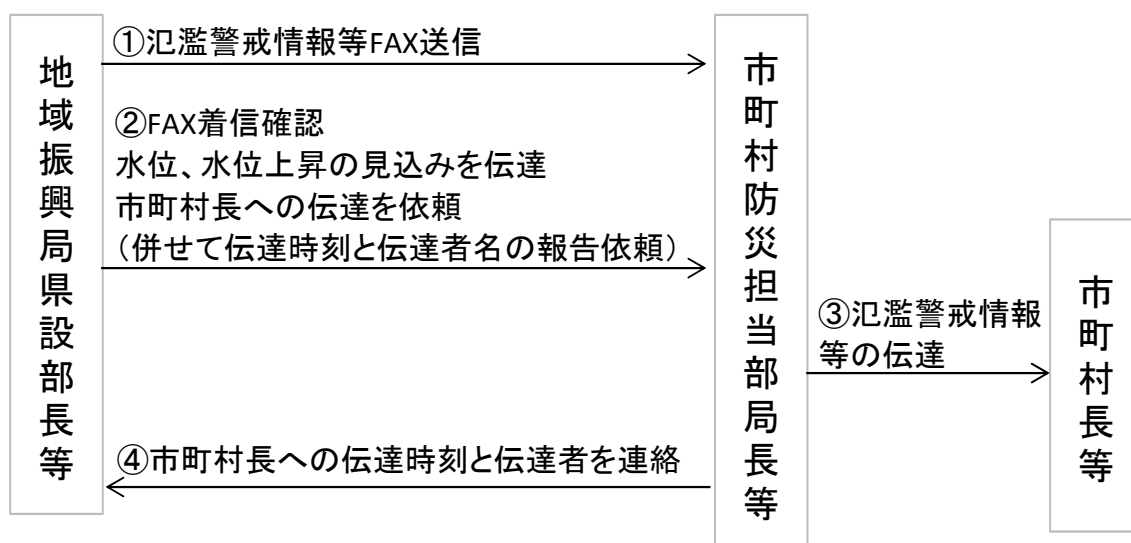 地域振興局県設部長等
①氾濫警戒情報等FAX送信
②FAX着信確認
水位、水位上昇の見込みを伝達
市町村長への伝達を依頼
（併せて伝達時刻と伝達者名の報告依頼）
④市町村長への伝達時刻と伝達者を連絡
市町村防災担当部局長等
③氾濫警戒情報
等の伝達
市町村長等